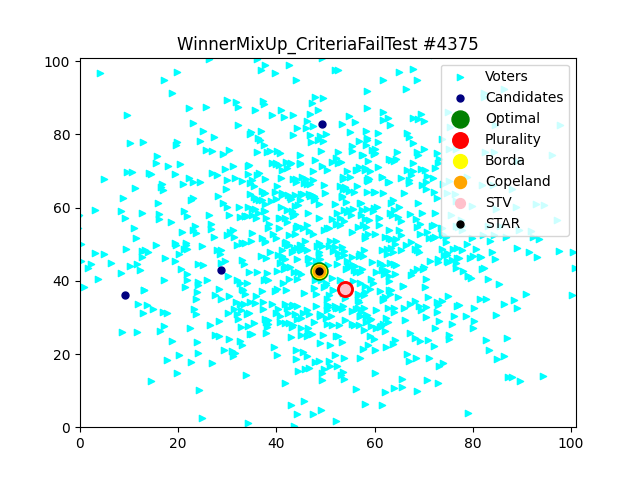 WinnerMixUp_CriteriaFailTest #4375
100
80
60
40
20
0
0
20
40
60
80
100
Voters
Candidates
Optimal
Plurality
Borda
Copeland
STV
STAR